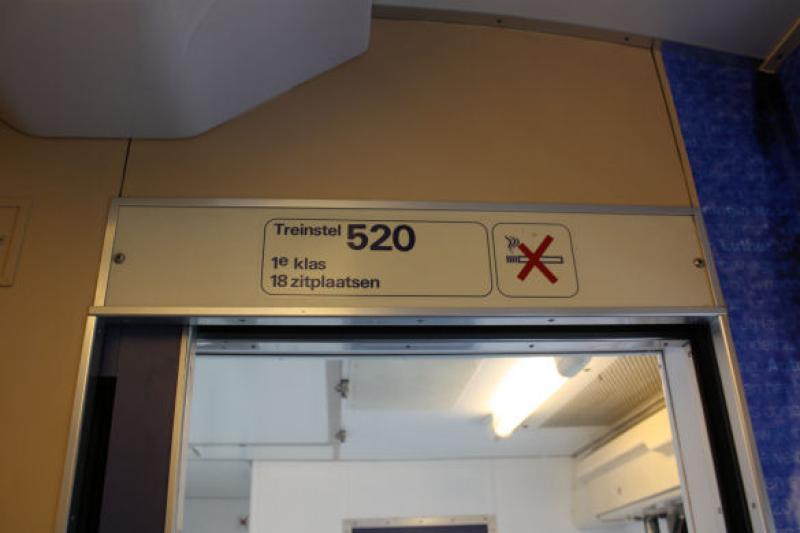 Treinstel 520
1e klas
18 zitplaatsen